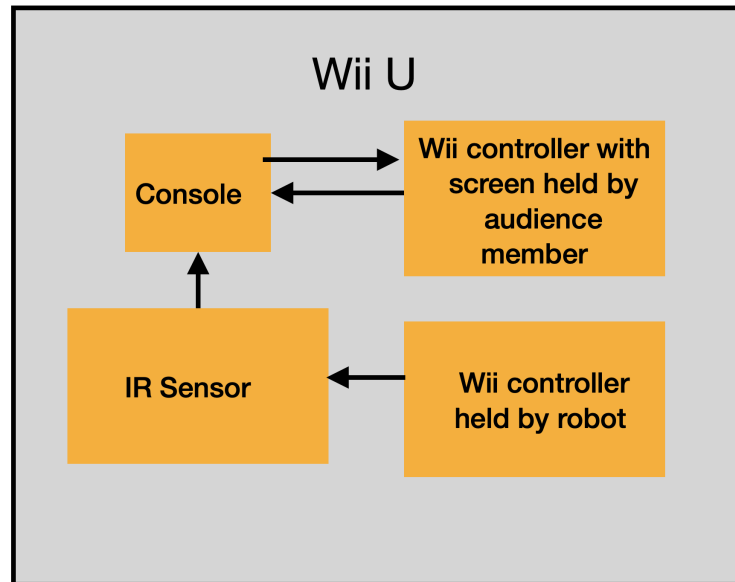 Wii U
Console
Wii controller with
screen held by
audience
member
IR Sensor
Wii controller
held by robot